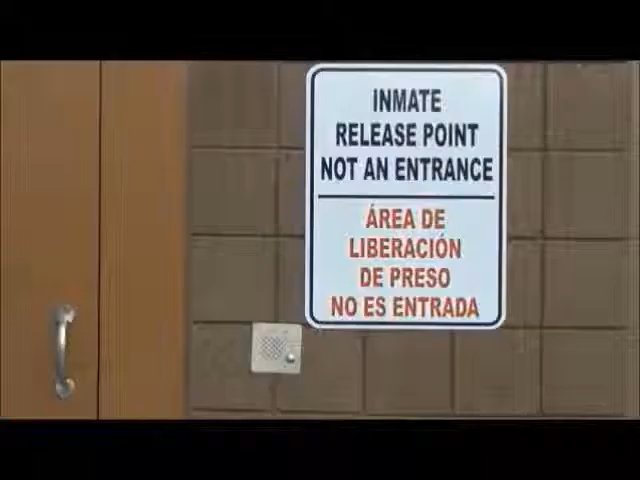 INMATE
RELEASE POINT
NOT AN ENTRANCE
ÁREA DE
LIBERACIÓN
DE PRESO
NO ES ENTRADA